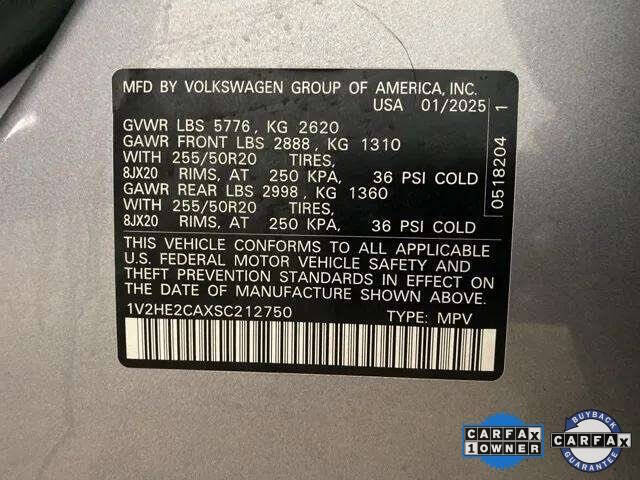 MFD BY VOLKSWAGEN GROUP OF AMERICA, INC.
USA 01/2025
GVWR LBS 5776, KG 2620
GAWR FRONT LBS 2888, KG 1310
WITH 255/50R20 TIRES,
8JX20 RIMS, AT 250 KPA, 36 PSI COLD
GAWR REAR LBS 2998, KG 1360
WITH 255/50R20 TIRES,
8JX20 RIMS, AT 250 KPA, 36 PSI COLD
THIS VEHICLE CONFORMS TO ALL APPLICABLE
U.S. FEDERAL MOTOR VEHICLE SAFETY AND
THEFT PREVENTION STANDARDS IN EFFECT ON
THE DATE OF MANUFACTURE SHOWN ABOVE.
1V2HE2CAXSC212750 TYPE: MPV
0518204 1
CARFAX
1 OWNER
BUYBACK
CARFAX
GUARANTEE